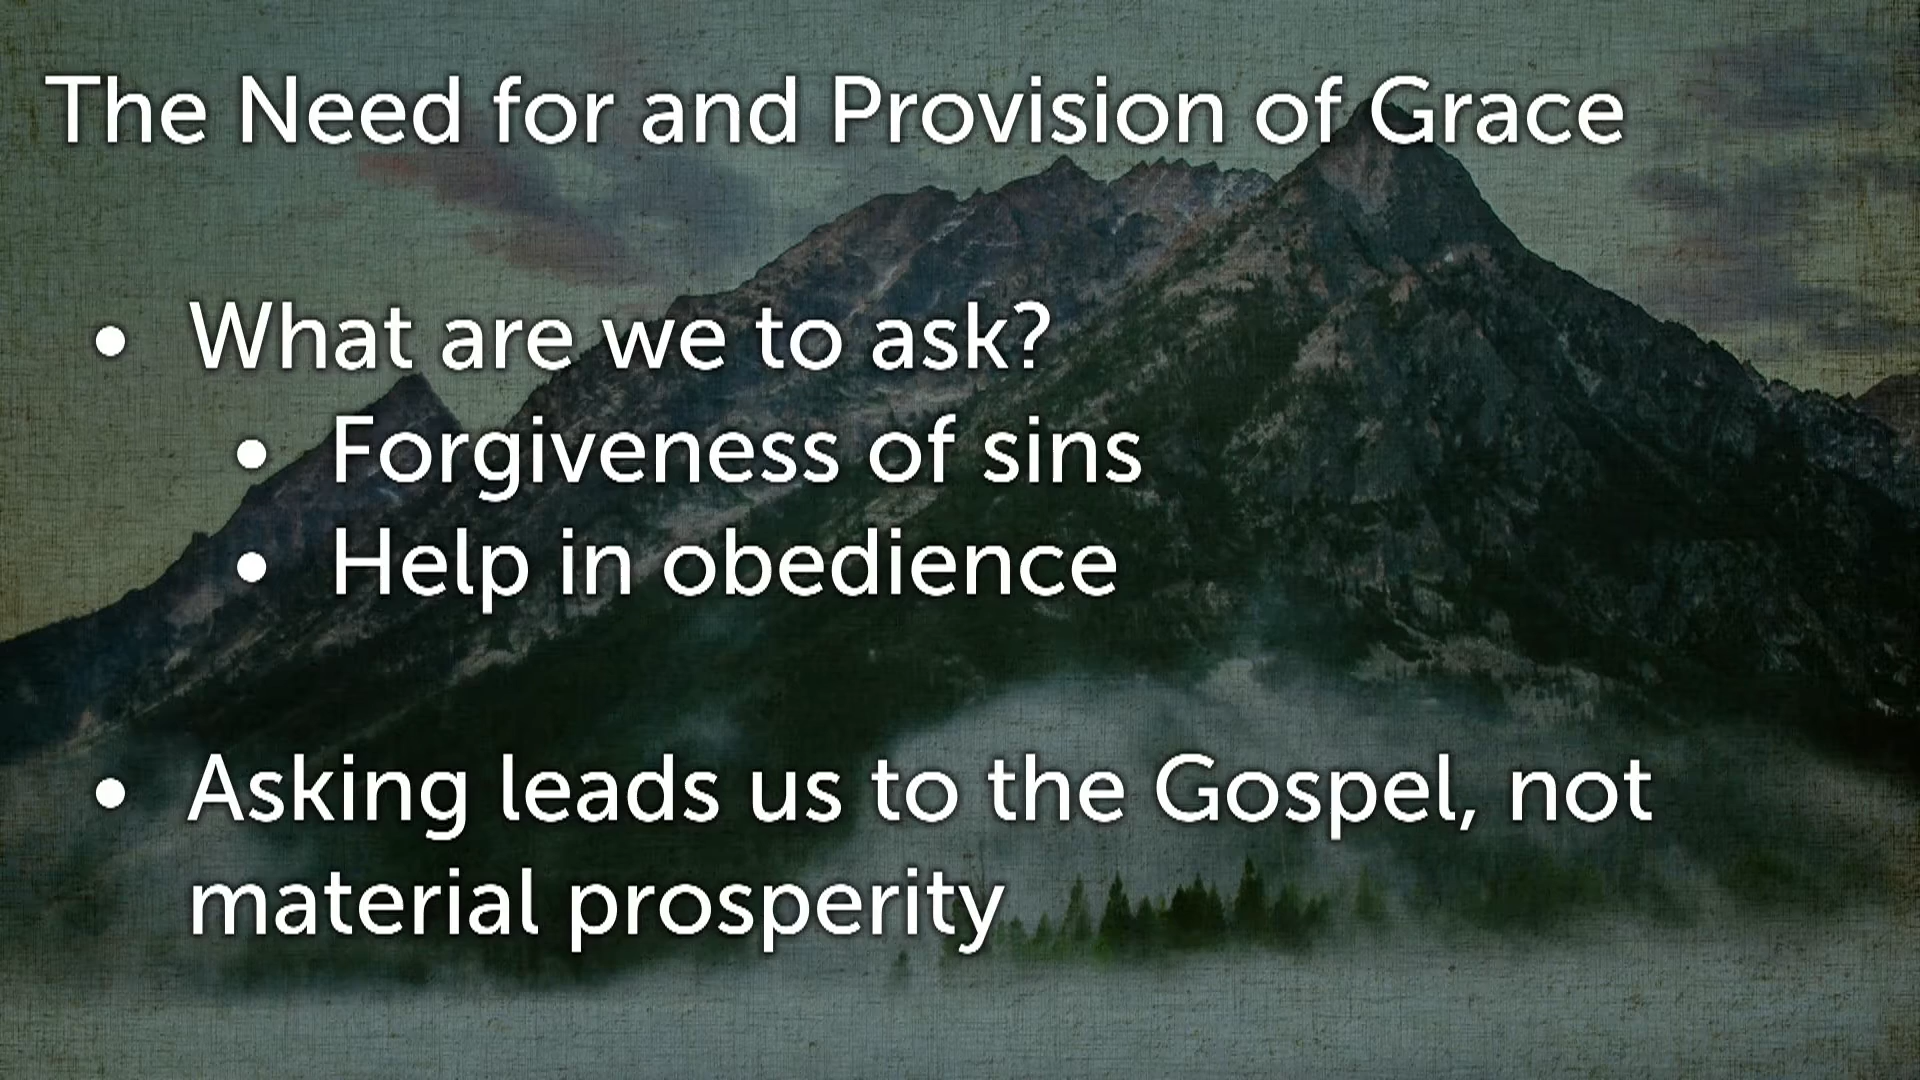 The Need for and Provision of Grace
• What are we to ask?
• Forgiveness of sins
• Help in obedience
• Asking leads us to the Gospel, not
material prosperity